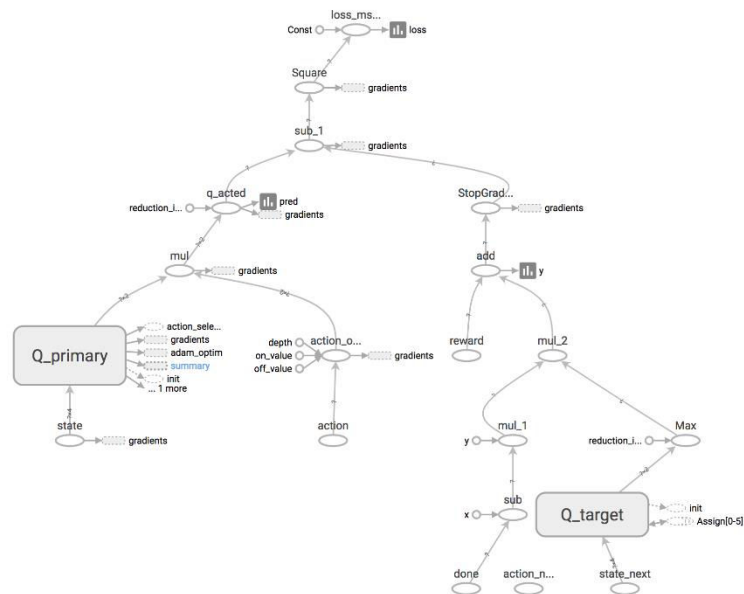 loss_ms...
Const
loss
Square
gradients
sub_1
gradients
q_acted
StopGrad...
reduction_i...
pred
gradients
gradients
mul
add
gradients
y
Q_primary
action_sele...
gradients
adam_optim
summary
init
... 1 more
depth
on_value
off_value
action_o...
gradients
reward
mul_2
state
gradients
action
y
mul_1
reduction_i...
Max
x
sub
Q_target
init
Assign[0-5]
done
action_n...
state_next